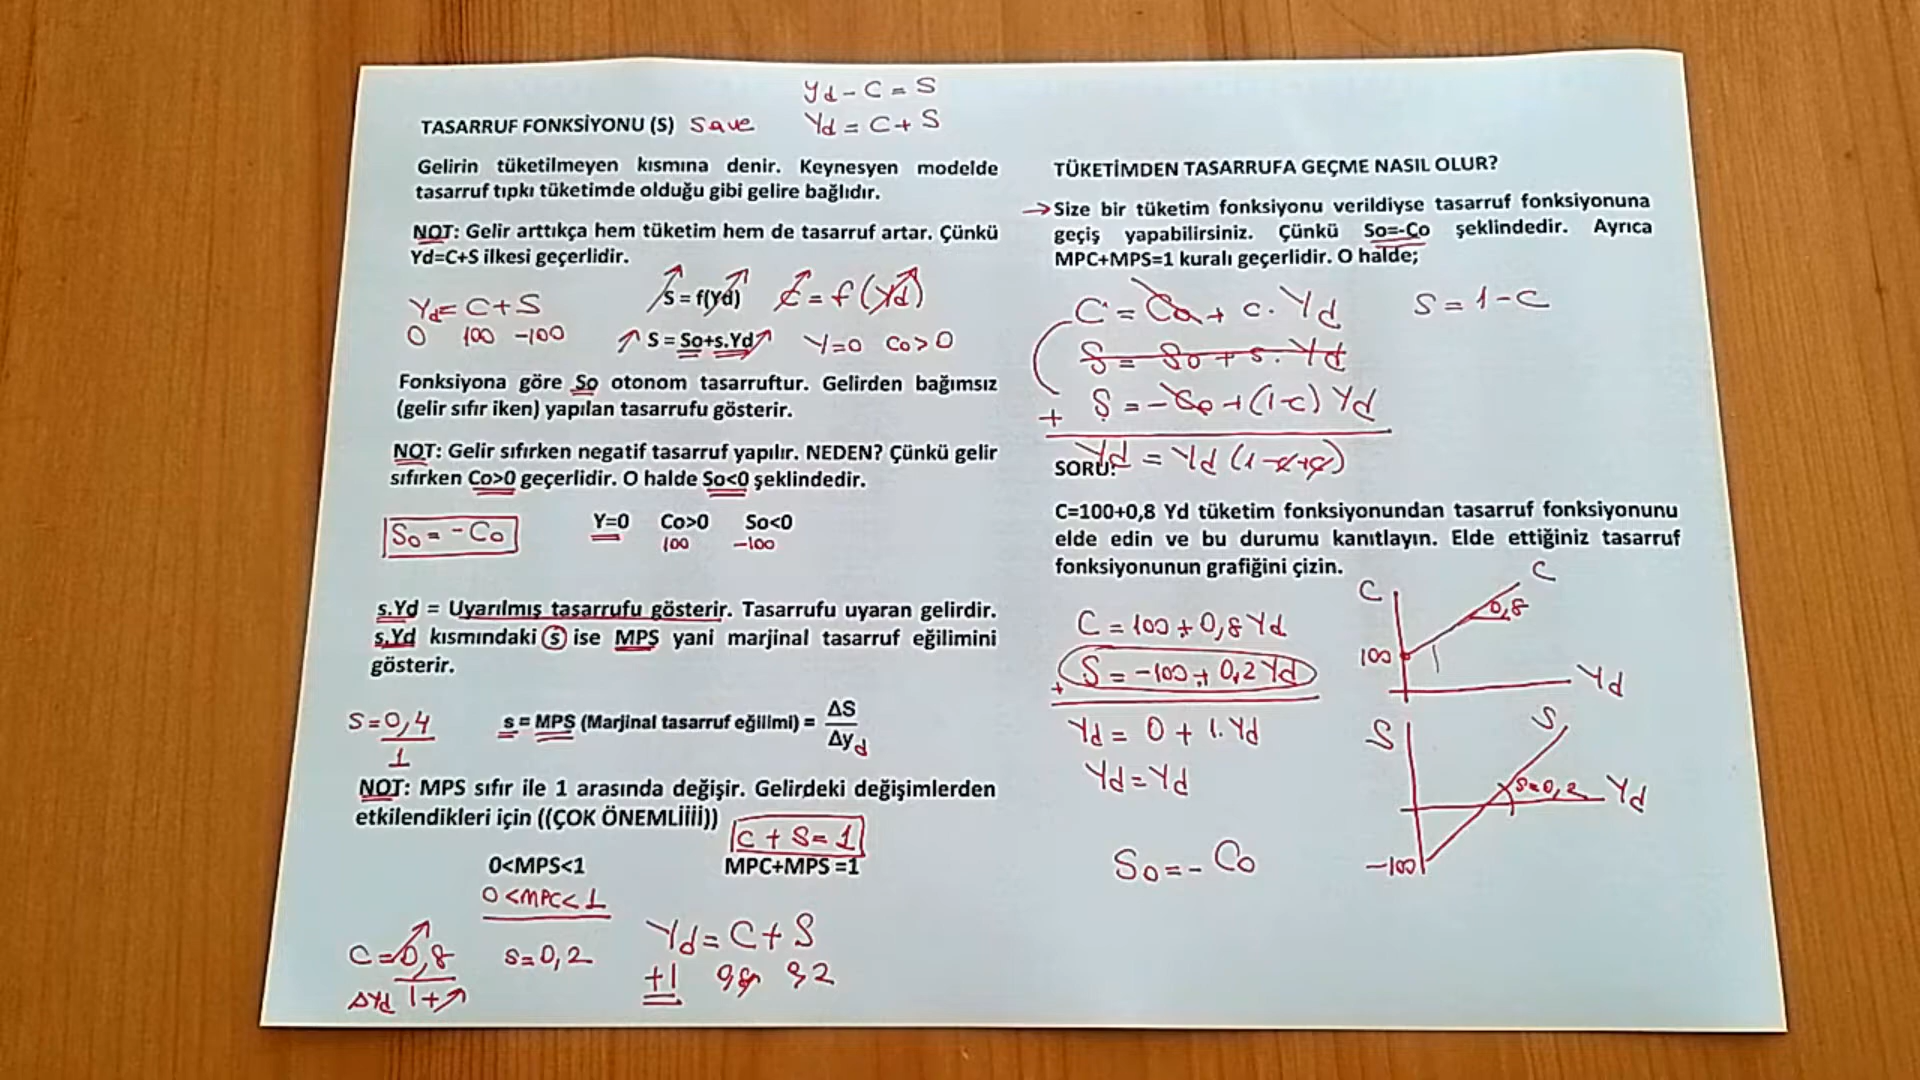 Yd - C = S
TASARRUF FONKSİYONU (S) Save Yd = C + S
Gelirin tüketilmeyen kısmına denir. Keynesyen modelde
tasarruf tıpkı tüketimde olduğu gibi gelire bağlıdır.
NOT: Gelir arttıkça hem tüketim hem de tasarruf artar. Çünkü
Yd=C+S ilkesi geçerlidir.
S = f(Yd) C = f(Yd)
Yd = C + S
0 100 -100
S = So+s.Yd Y=0 Co>0
Fonksiyona göre So otonom tasarruftur. Gelirden bağımsız
(gelir sıfır iken) yapılan tasarrufu gösterir.
NOT: Gelir sıfırken negatif tasarruf yapılır. NEDEN? Çünkü gelir
sıfırken Co>0 geçerlidir. O halde So<0 şeklindedir.
So = -Co Y=0 Co>0 So<0
100 -100
s.Yd = Uyarılmış tasarrufu gösterir. Tasarrufu uyaran gelirdir.
s.Yd kısmındaki s ise MPS yani marjinal tasarruf eğilimini
gösterir.
S = 0,4
1
s = MPS (Marjinal tasarruf eğilimi) = ΔS
Δyd
NOT: MPS sıfır ile 1 arasında değişir. Gelirdeki değişimlerden
etkilendikleri için ((ÇOK ÖNEMLİİİİ))
C + S = 1
0<MPS<1 MPC+MPS =1
0<MPC<1
C = 0,8 s = 0,2
ΔYd 1+
Yd = C + S
+1
TÜKETİMDEN TASARRUFA GEÇME NASIL OLUR?
→ Size bir tüketim fonksiyonu verildiyse tasarruf fonksiyonuna
geçiş yapabilirsiniz. Çünkü So=-Co şeklindedir. Ayrıca
MPC+MPS=1 kuralı geçerlidir. O halde;
C = Co + c. Yd S = 1 - C
S = So + s. Yd
+ S = -Co + (1-c) Yd
Yd = Yd (1-c+c)
SORU:
C=100+0,8 Yd tüketim fonksiyonundan tasarruf fonksiyonunu
elde edin ve bu durumu kanıtlayın. Elde ettiğiniz tasarruf
fonksiyonunun grafiğini çizin.
C = 100 + 0,8 Yd
+ S = -100 + 0,2 Yd
Yd = 0 + 1. Yd
Yd = Yd
So = - Co
C
C
0,8
100
Yd
S
S
s=0,2
Yd
-100